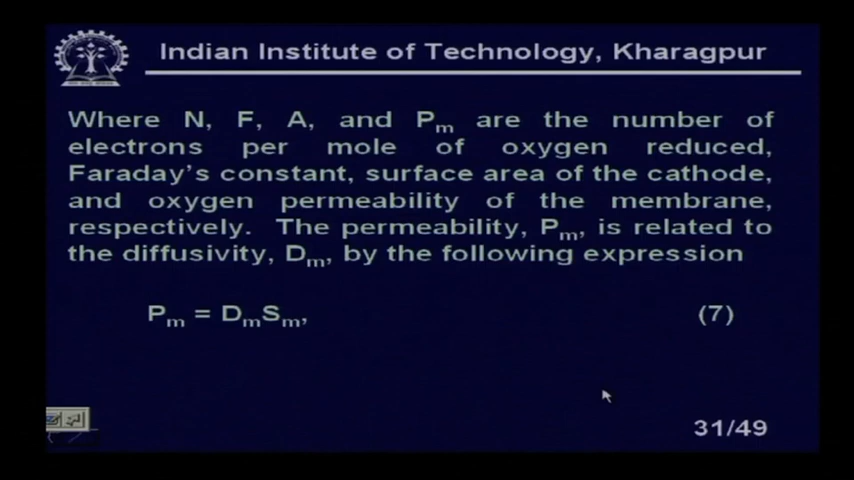 Indian Institute of Technology, Kharagpur
Where N, F, A, and Pm are the number of
electrons per mole of oxygen reduced,
Faraday's constant, surface area of the cathode,
and oxygen permeability of the membrane,
respectively. The permeability, Pm, is related to
the diffusivity, Dm, by the following expression
Pm = DmSm, (7)
31/49